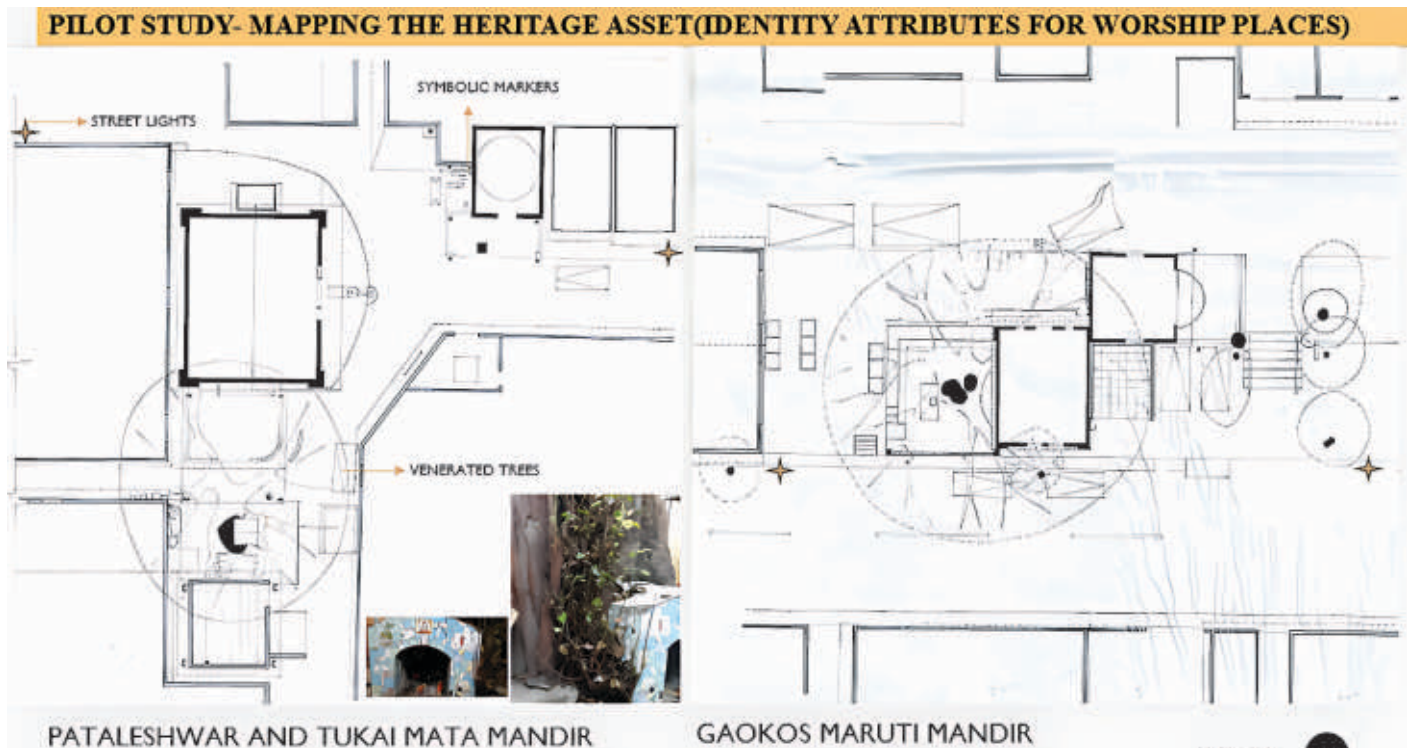 PILOT STUDY- MAPPING THE HERITAGE ASSET(IDENTITY ATTRIBUTES FOR WORSHIP PLACES)
SYMBOLIC MARKERS
STREET LIGHTS
VENERATED TREES
PATALESHWAR AND TUKAI MATA MANDIR
GAOKOS MARUTI MANDIR